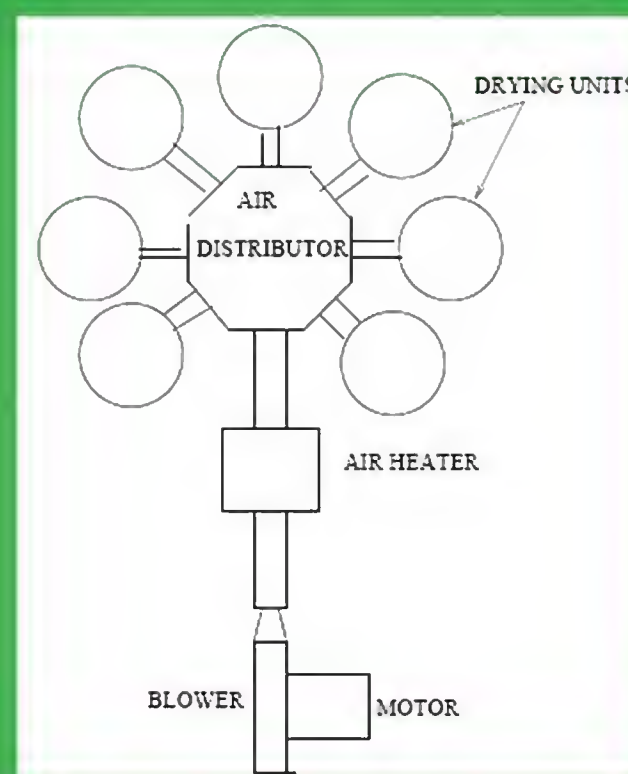 DRYING UNITS
AIR
DISTRIBUTOR
AIR HEATER
BLOWER
MOTOR